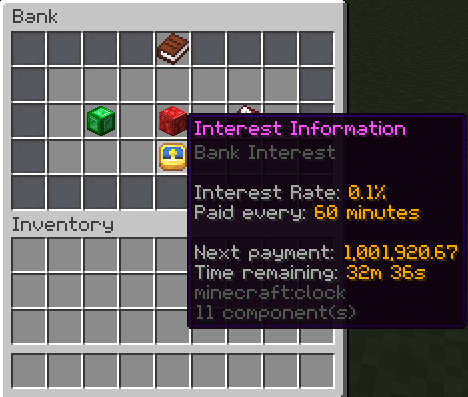 Bank
Interest Information
Bank Interest
Interest Rate: 0.1%
Paid every: 60 minutes
Next payment: 1,001,920.67
Time remaining: 32m 36s
minecraft:clock
11 component(s)
Inventory